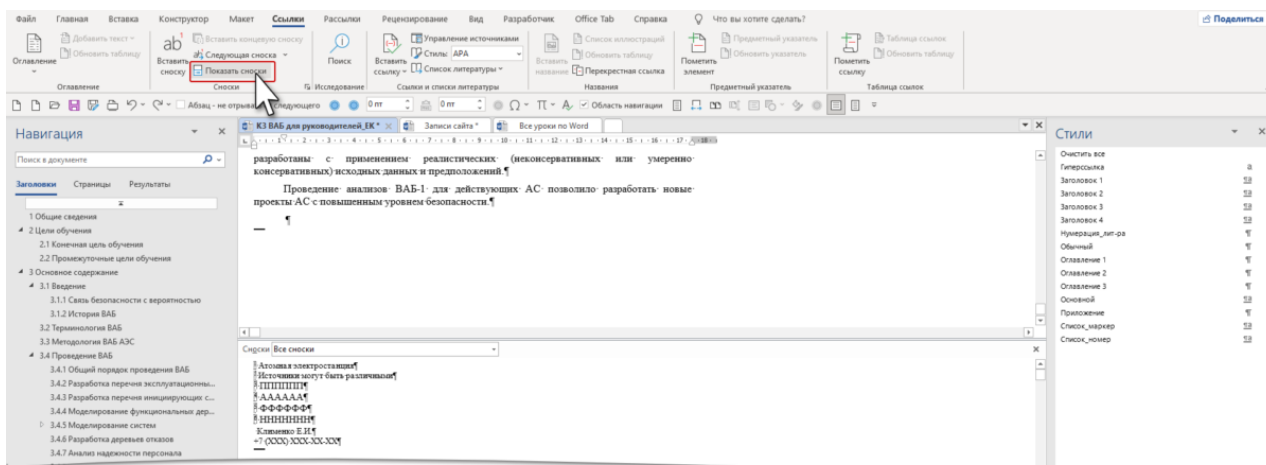 Файл Главная Вставка Конструктор Макет Ссылки Рассылки Рецензирование Вид Разработчик Office Tab Справка Что вы хотите сделать? Поделиться
Оглавление
Добавить текст
Обновить таблицу
Оглавление
ab
Вставить сноску
Вставить концевую сноску
Следующая сноска
Показать сноски
Сноски
Поиск
Исследование
Вставить ссылку
Управление источниками
Стиль: APA
Список литературы
Ссылки и списки литературы
Вставить название
Список иллюстраций
Обновить таблицу
Перекрестная ссылка
Названия
Пометить элемент
Предметный указатель
Обновить указатель
Предметный указатель
Пометить ссылку
Таблица ссылок
Обновить таблицу
Таблица ссылок
Абзац - не отрыва следующего 0 пт 0 пт Область навигации
Навигация
Поиск в документе
Заголовки Страницы Результаты
1 Общие сведения
2 Цели обучения
2.1 Конечная цель обучения
2.2 Промежуточные цели обучения
3 Основное содержание
3.1 Введение
3.1.1 Связь безопасности с вероятностью
3.1.2 История ВАБ
3.2 Терминология ВАБ
3.3 Методология ВАБ АЭС
3.4 Проведение ВАБ
3.4.1 Общий порядок проведения ВАБ
3.4.2 Разработка перечня эксплуатационны...
3.4.3 Разработка перечня инициирующих с...
3.4.4 Моделирование функциональных дер...
3.4.5 Моделирование систем
3.4.6 Разработка деревьев отказов
3.4.7 Анализ надежности персонала
КЗ ВАБ для руководителей_ЕК * Записи сайта * Все уроки по Word
разработаны с применением реалистических (неконсервативных или умеренно
консервативных) исходных данных и предположений.¶
Проведение анализов ВАБ-1 для действующих АС позволило разработать новые
проекты АС с повышенным уровнем безопасности.¶
¶
Сноски Все сноски
Атомная электростанция¶
Источники могут быть различными¶
ПППППП¶
АААААА¶
ФФФФФФ¶
ННННННН¶
Клименко Е.И.¶
+7 (XXX) XXX-XX-XX¶
Стили
Очистить все
Гиперссылка a
Заголовок 1
Заголовок 2
Заголовок 3
Заголовок 4
Нумерация_лит-ра ¶
Обычный ¶
Оглавление 1 ¶
Оглавление 2 ¶
Оглавление 3 ¶
Основной
Приложение ¶
Список_маркер
Список_номер